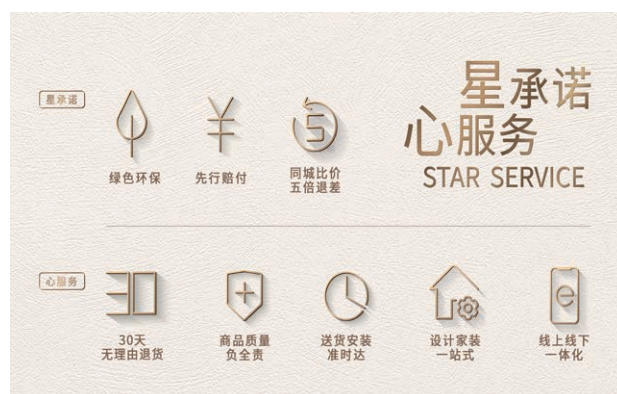 星承诺
心服务
STAR SERVICE
星承诺
绿色环保
先行赔付
5
同城比价
五倍退差
心服务
30
30天
无理由退货
商品质量
负全责
送货安装
准时达
设计家装
一站式
e
线上线下
一体化